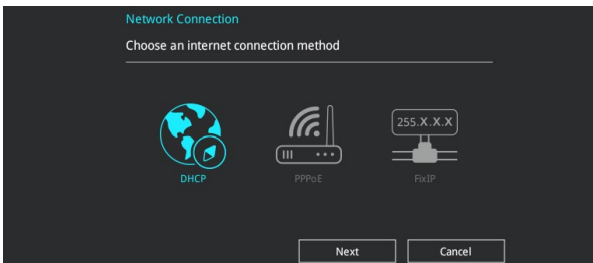 Network Connection
Choose an internet connection method
255.X.X.X
DHCP
PPPoE
FixIP
Next
Cancel